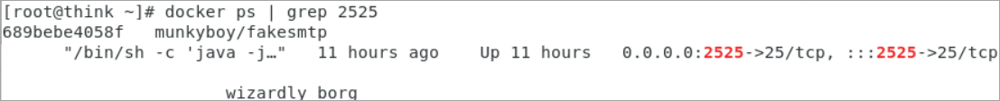 [root@think ~]# docker ps | grep 2525
689bebe4058f   munkyboy/fakesmtp
"/bin/sh -c 'java -j…"   11 hours ago    Up 11 hours   0.0.0.0:2525->25/tcp, :::2525->25/tcp
wizardly_borg